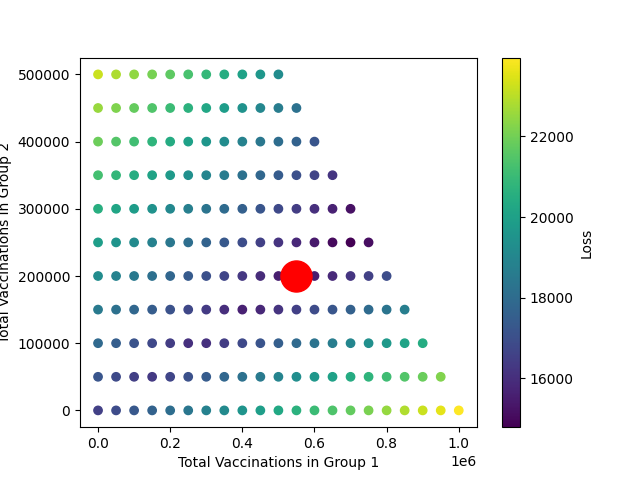 500000
400000
300000
200000
100000
0
Total Vaccinations in Group 2
0.0 0.2 0.4 0.6 0.8 1.0
1e6
Total Vaccinations in Group 1
22000
20000
18000
16000
Loss